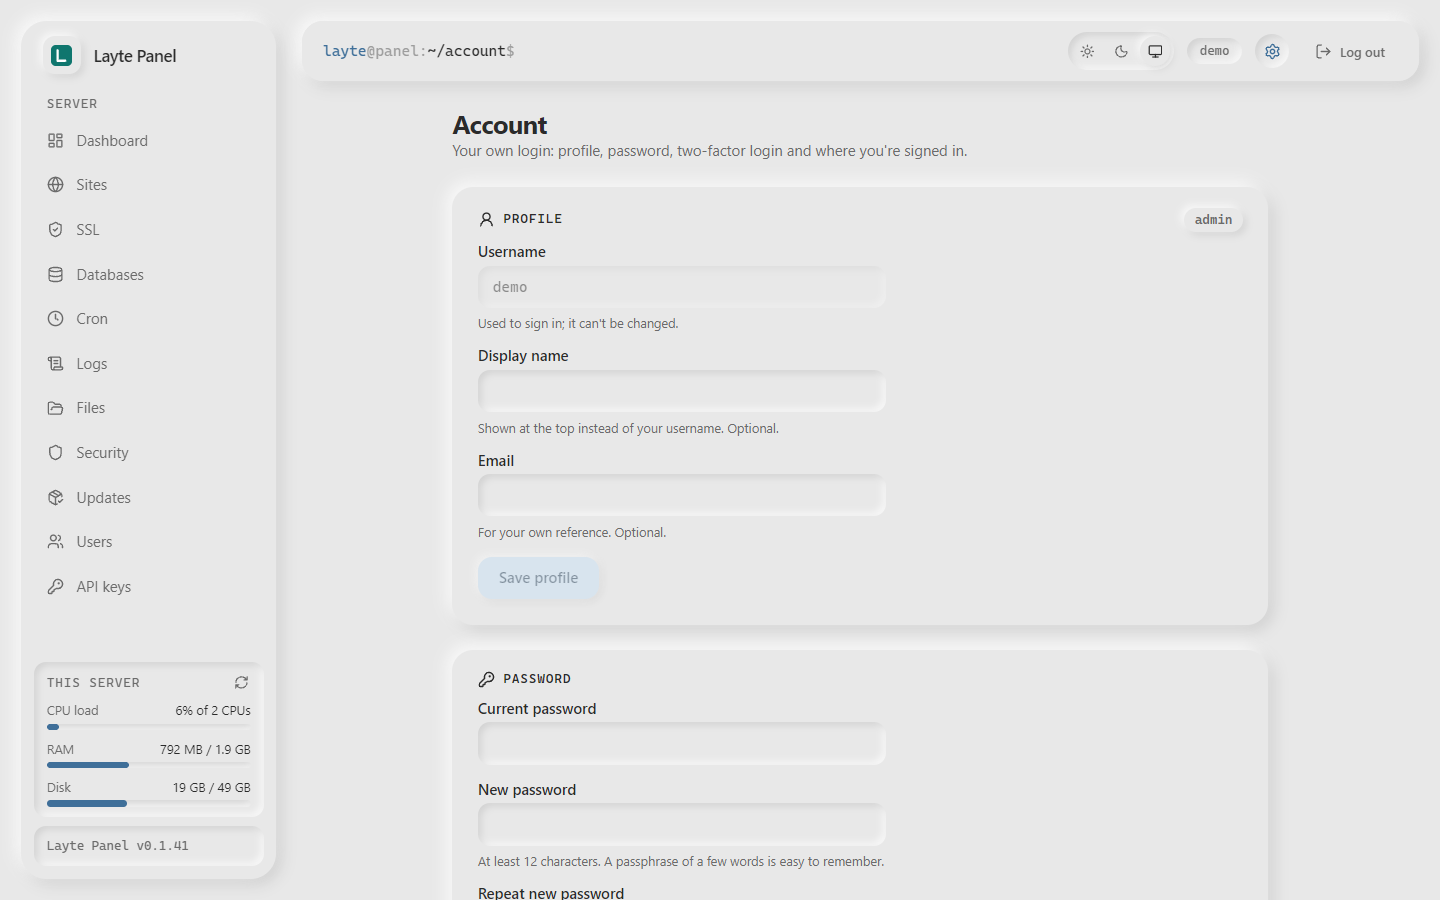 Layte Panel
SERVER
Dashboard
Sites
SSL
Databases
Cron
Logs
Files
Security
Updates
Users
API keys
THIS SERVER
CPU load 6% of 2 CPUs
RAM 792 MB / 1.9 GB
Disk 19 GB / 49 GB
Layte Panel v0.1.41
layte@panel:~/account$
demo
Log out
Account
Your own login: profile, password, two-factor login and where you're signed in.
PROFILE
admin
Username
demo
Used to sign in; it can't be changed.
Display name
Shown at the top instead of your username. Optional.
Email
For your own reference. Optional.
Save profile
PASSWORD
Current password
New password
At least 12 characters. A passphrase of a few words is easy to remember.
Repeat new password